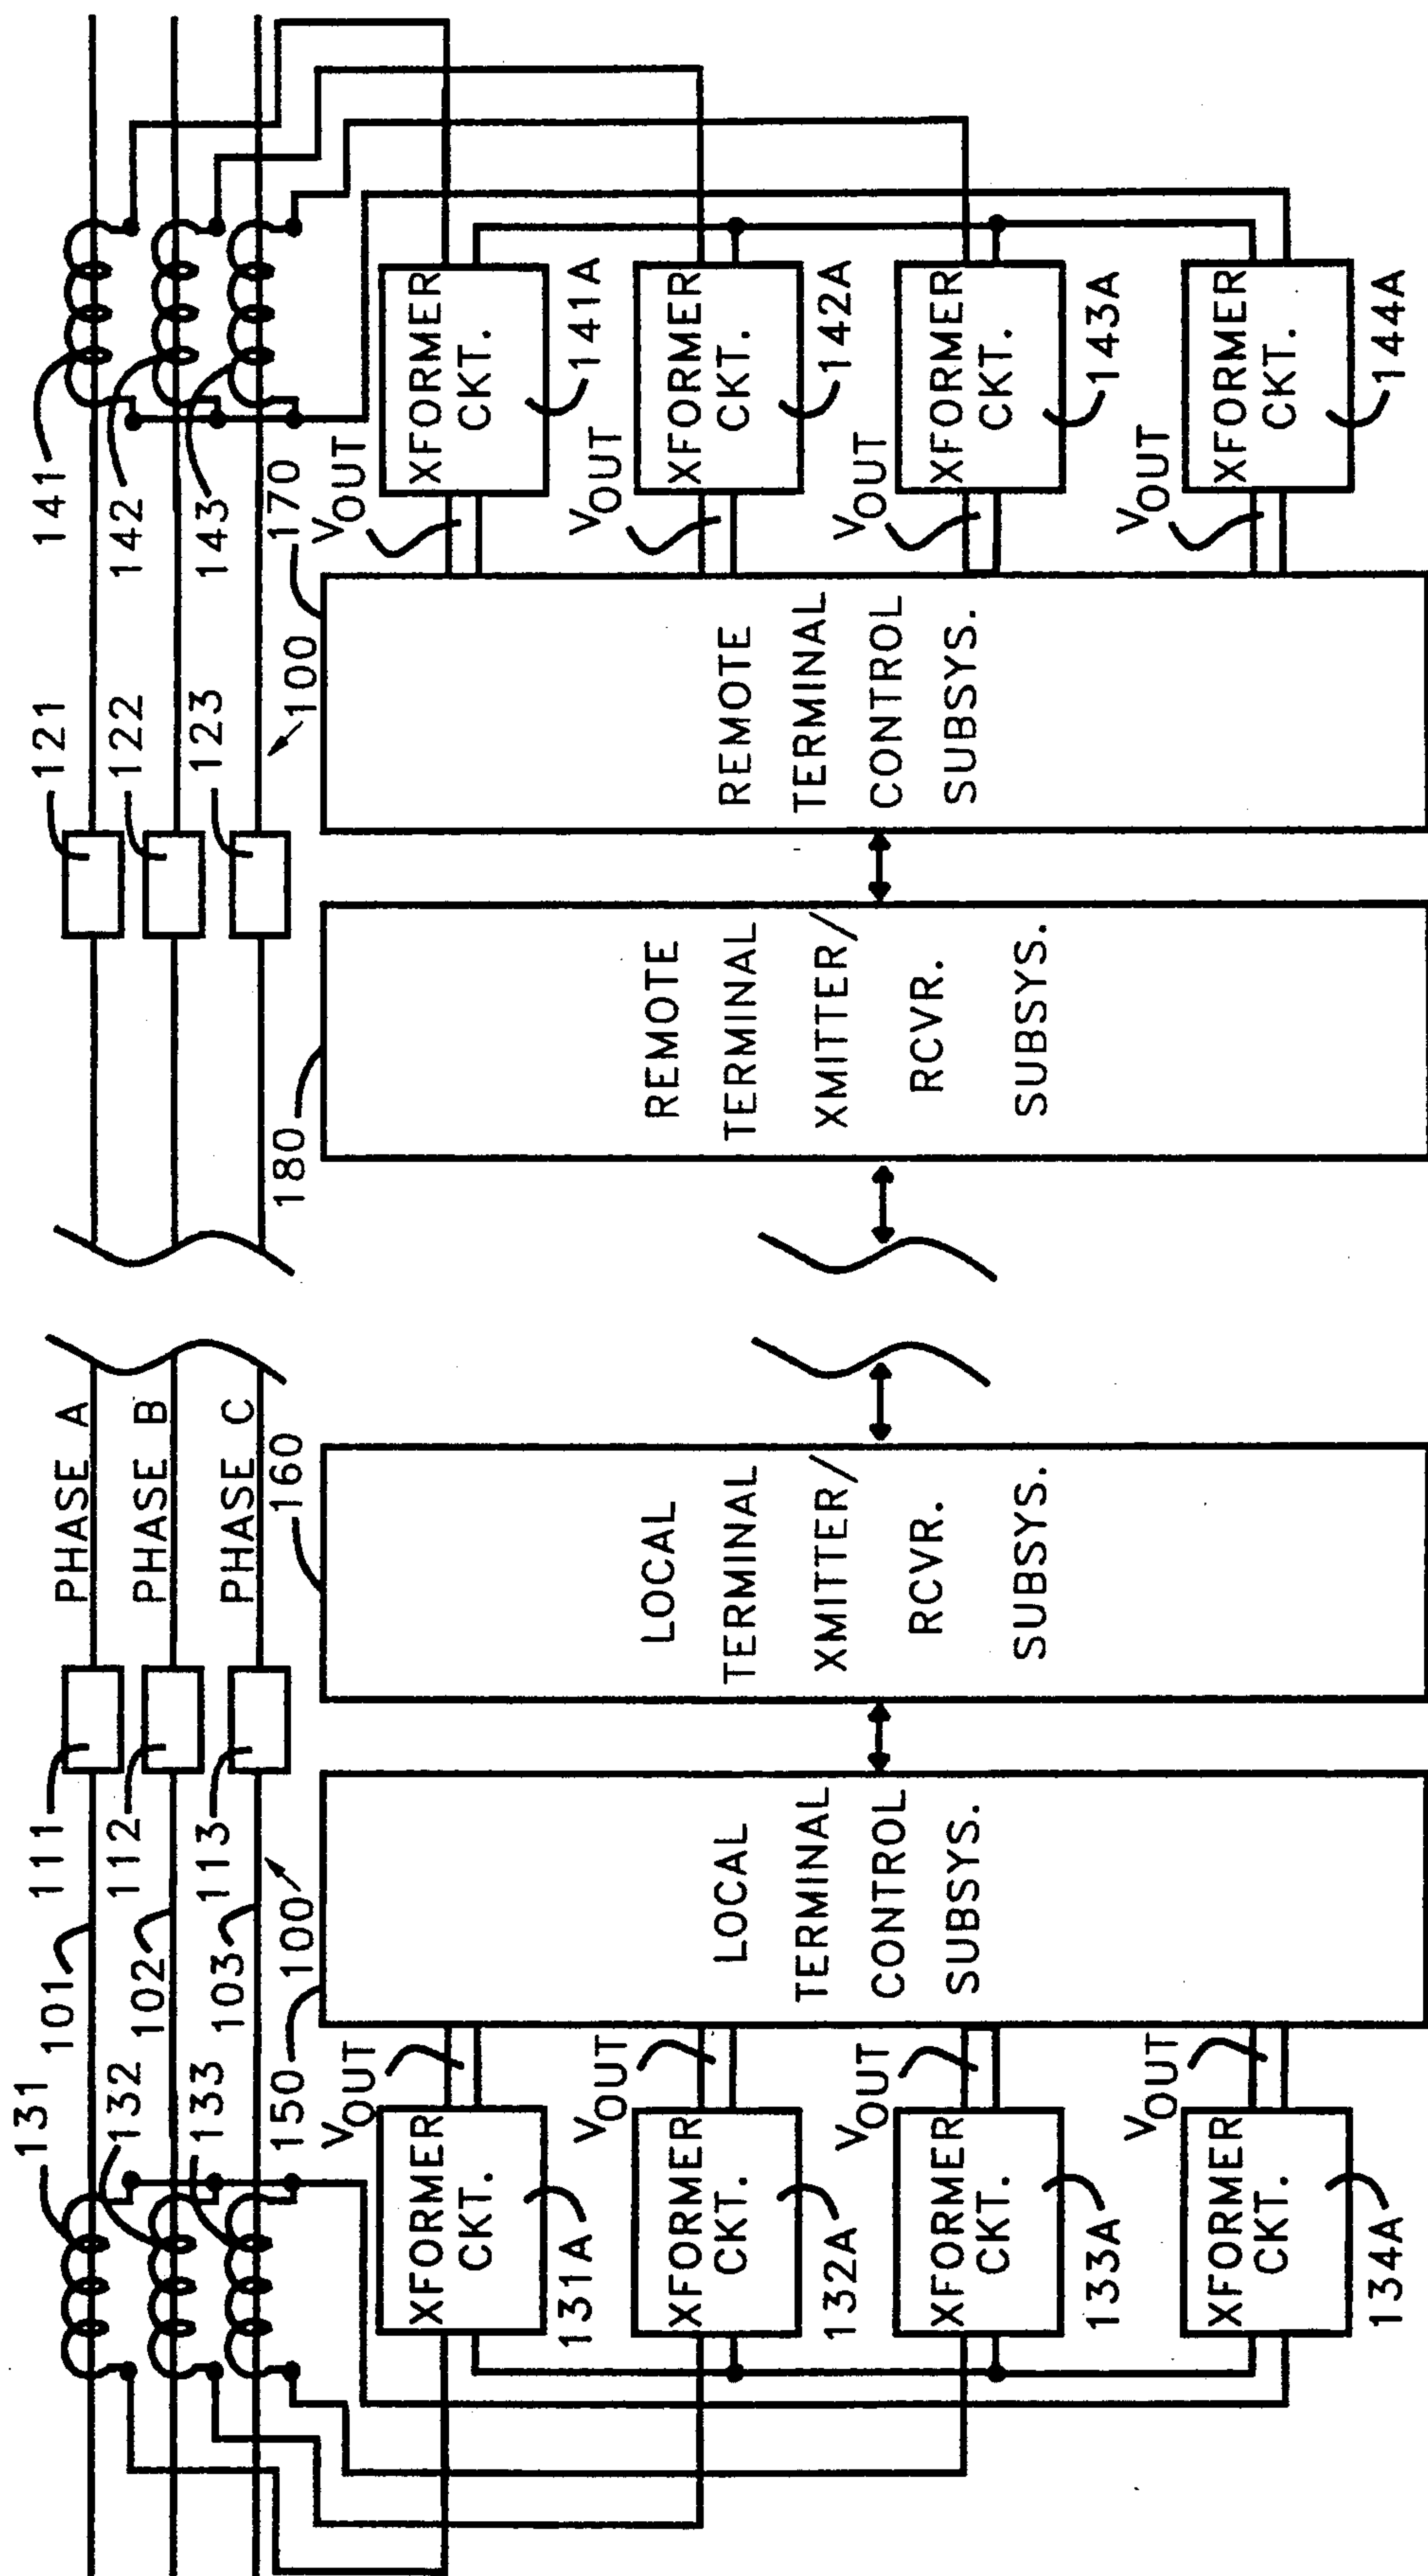 131
132
133
101
102
103
111
112
113
PHASE A
PHASE B
PHASE C
121
122
123
141
142
143
100
100
150
160
180
170
VOUT
XFORMER
CKT.
131A
VOUT
XFORMER
CKT.
132A
VOUT
XFORMER
CKT.
133A
VOUT
XFORMER
CKT.
134A
LOCAL
TERMINAL
CONTROL
SUBSYS.
LOCAL
TERMINAL
XMITTER/
RCVR.
SUBSYS.
REMOTE
TERMINAL
XMITTER/
RCVR.
SUBSYS.
REMOTE
TERMINAL
CONTROL
SUBSYS.
VOUT
XFORMER
CKT.
141A
VOUT
XFORMER
CKT.
142A
VOUT
XFORMER
CKT.
143A
VOUT
XFORMER
CKT.
144A